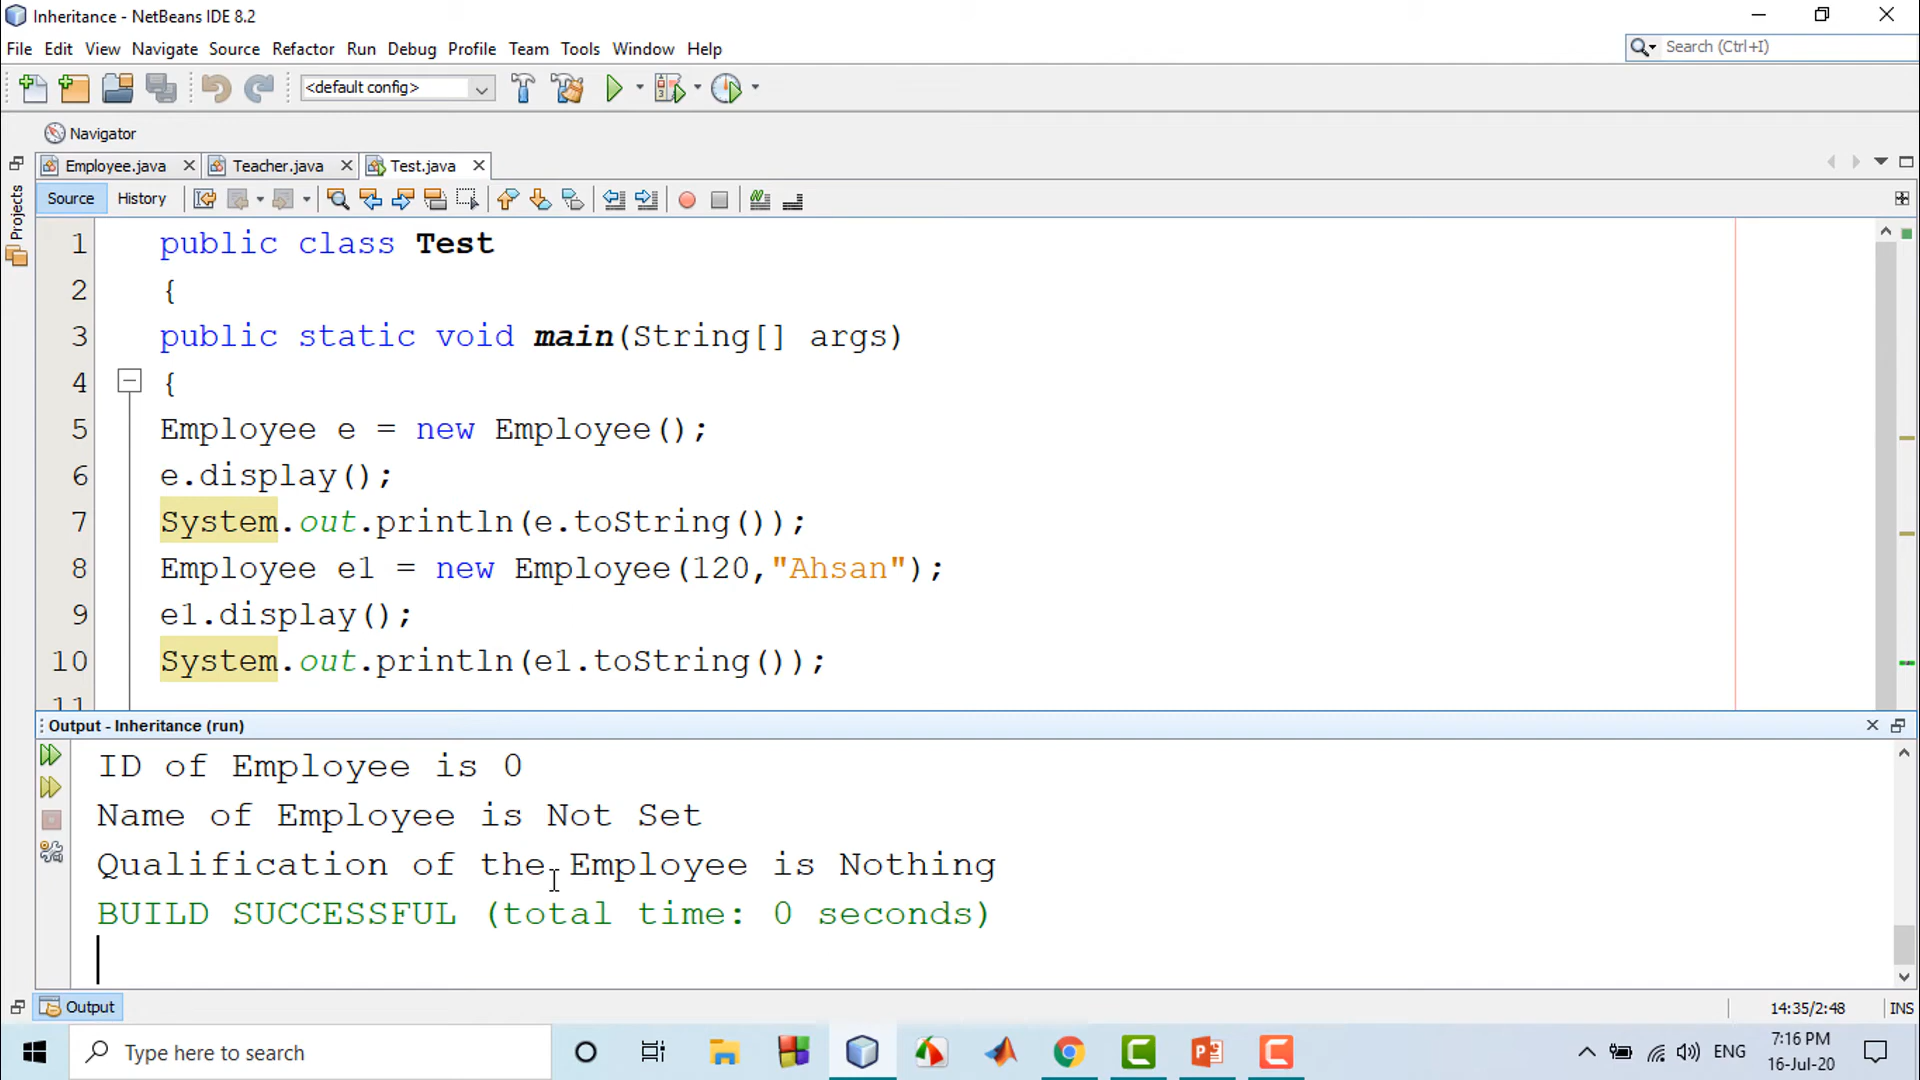 Inheritance - NetBeans IDE 8.2
File Edit View Navigate Source Refactor Run Debug Profile Team Tools Window Help
Search (Ctrl+I)
<default config>
Navigator
Projects
Employee.java Teacher.java Test.java
Source History
1 public class Test
2 {
3 public static void main(String[] args)
4 {
5 Employee e = new Employee();
6 e.display();
7 System.out.println(e.toString());
8 Employee e1 = new Employee(120,"Ahsan");
9 e1.display();
10 System.out.println(e1.toString());
11
Output - Inheritance (run)
ID of Employee is 0
Name of Employee is Not Set
Qualification of the Employee is Nothing
BUILD SUCCESSFUL (total time: 0 seconds)
Output
14:35/2:48 INS
Type here to search
ENG
7:16 PM
16-Jul-20